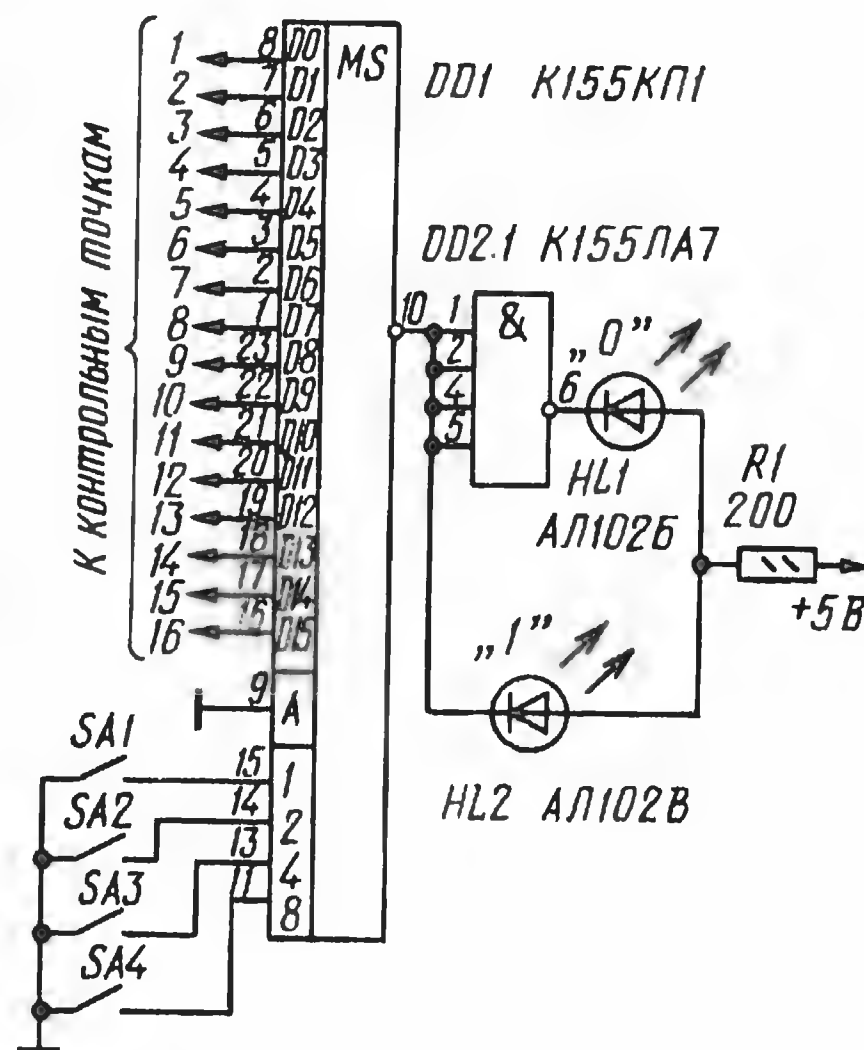 К контрольным точкам
1 8 D0
2 7 D1
3 6 D2
4 5 D3
5 4 D4
6 3 D5
7 2 D6
8 1 D7
9 23 D8
10 22 D9
11 21 D10
12 20 D11
13 19 D12
14 18 D13
15 17 D14
16 16 D15
9 A
SA1 15 1
SA2 14 2
SA3 13 4
SA4 11 8
MS
DD1 К155КП1
DD2.1 К155ЛА7
10 1 &
2
4
5
6
„0”
HL1
АЛ102Б
R1
200
+5В
„1”
HL2 АЛ102В